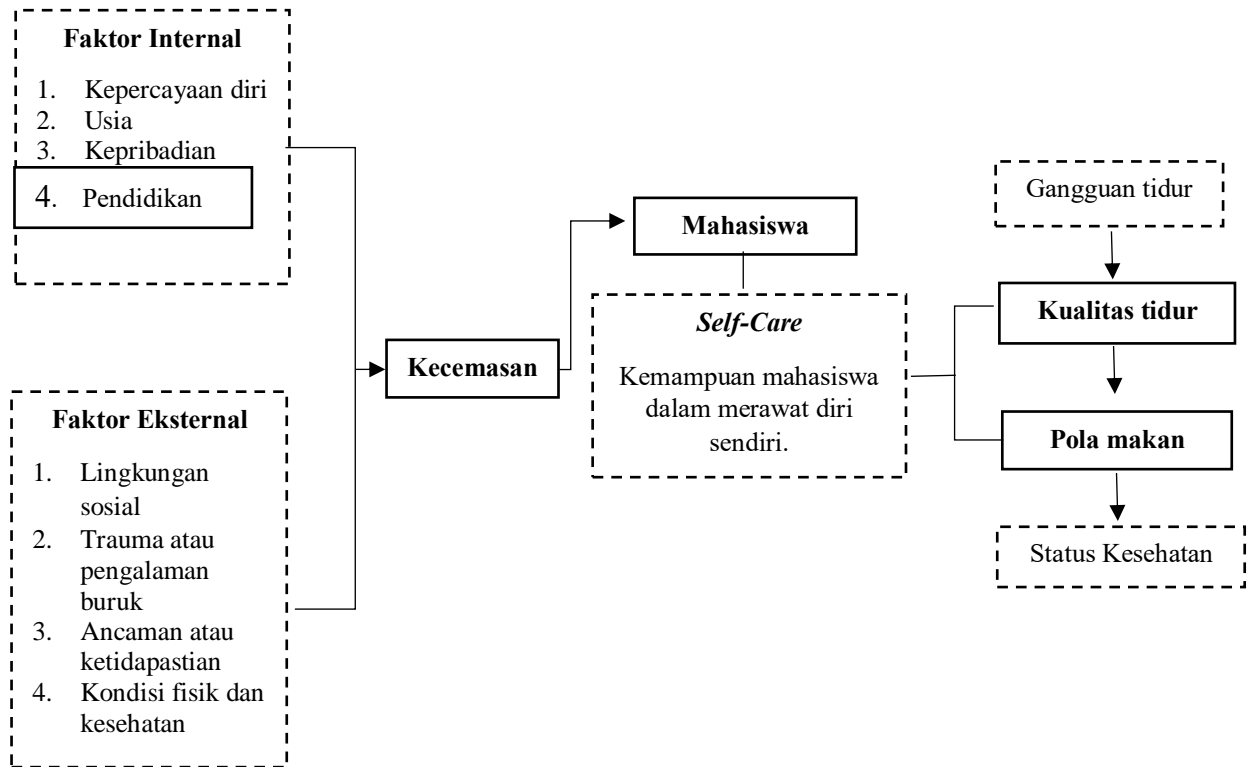 Faktor Internal
1. Kepercayaan diri
2. Usia
3. Kepribadian
4. Pendidikan
Faktor Eksternal
1. Lingkungan
sosial
2. Trauma atau
pengalaman
buruk
3. Ancaman atau
ketidapastian
4. Kondisi fisik dan
kesehatan
Kecemasan
Mahasiswa
Self-Care
Kemampuan mahasiswa
dalam merawat diri
sendiri.
Gangguan tidur
Kualitas tidur
Pola makan
Status Kesehatan